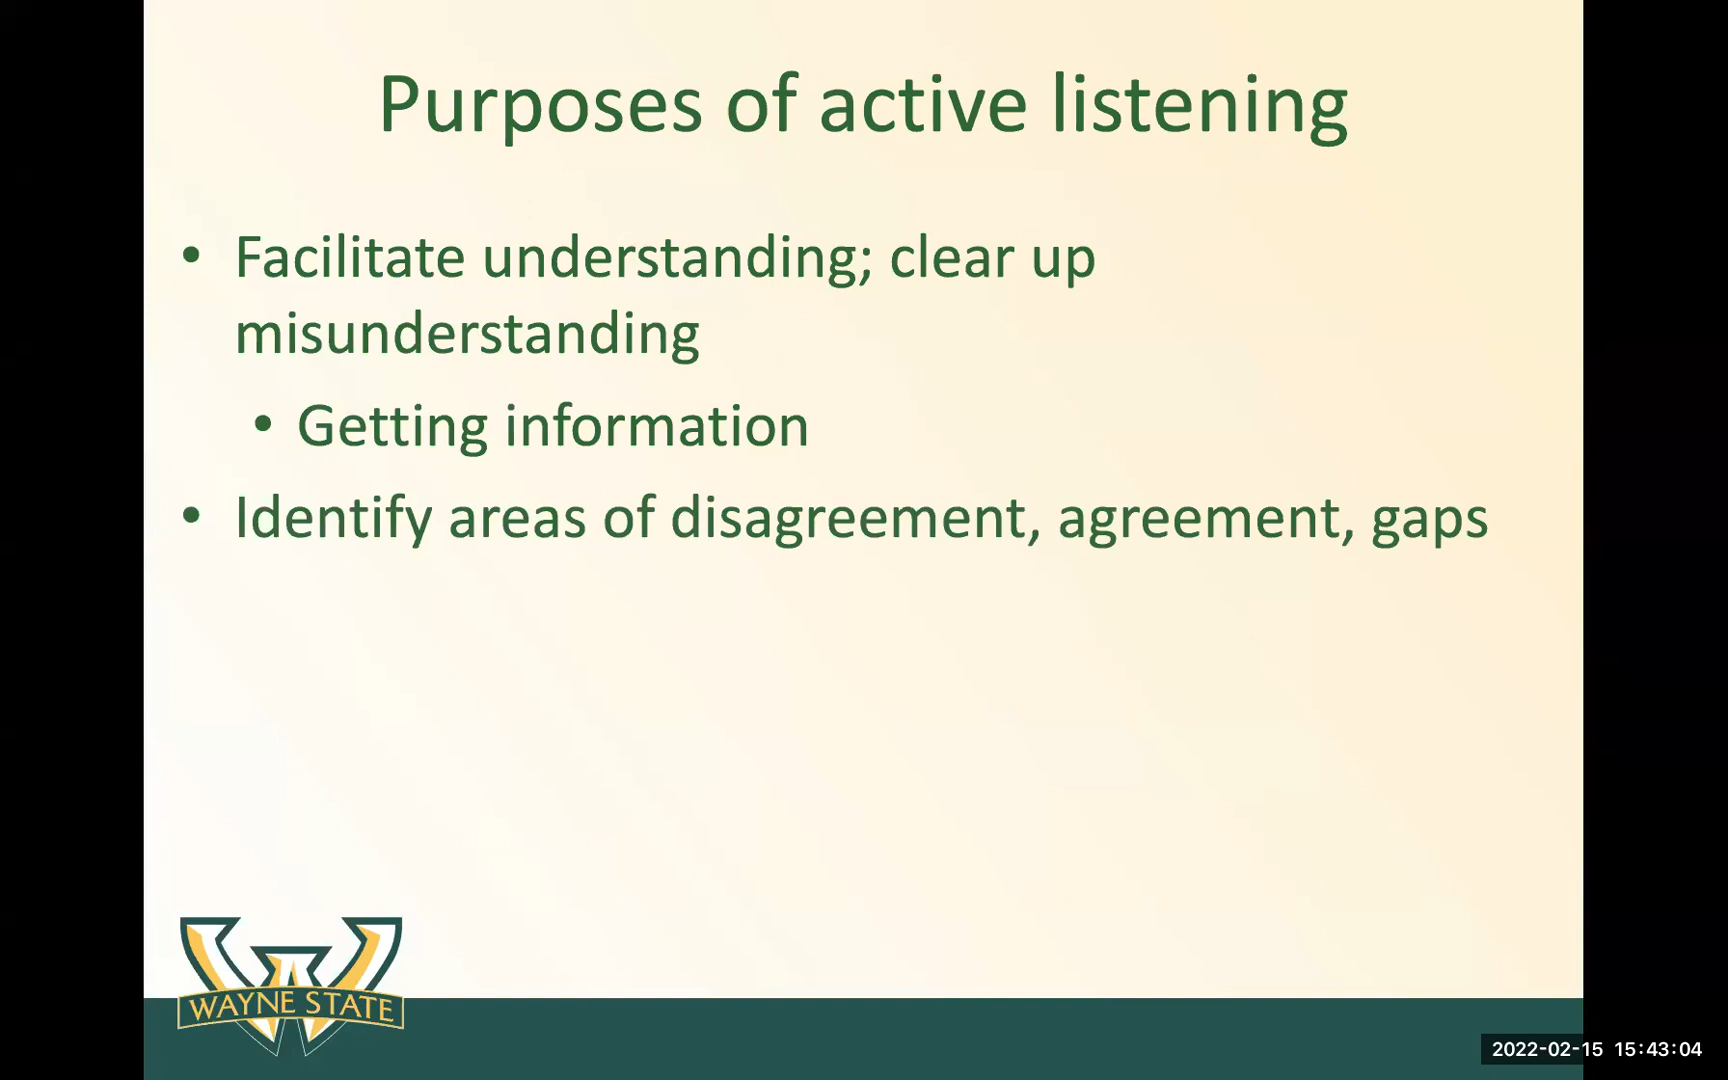 Purposes of active listening
• Facilitate understanding; clear up
misunderstanding
• Getting information
• Identify areas of disagreement, agreement, gaps
WAYNE STATE
2022-02-15 15:43:04